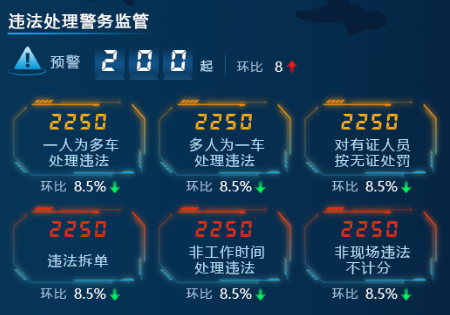 违法处理警务监管
预警 200 起 环比 8↑
2250 2250 2250
一人为多车 多人为一车 对有证人员
处理违法 处理违法 按无证处罚
环比 8.5%↓ 环比 8.5%↓ 环比 8.5%↓
2250 2250 2250
违法拆单 非工作时间 非现场违法
处理违法 不计分
环比 8.5%↓ 环比 8.5%↓ 环比 8.5%↓